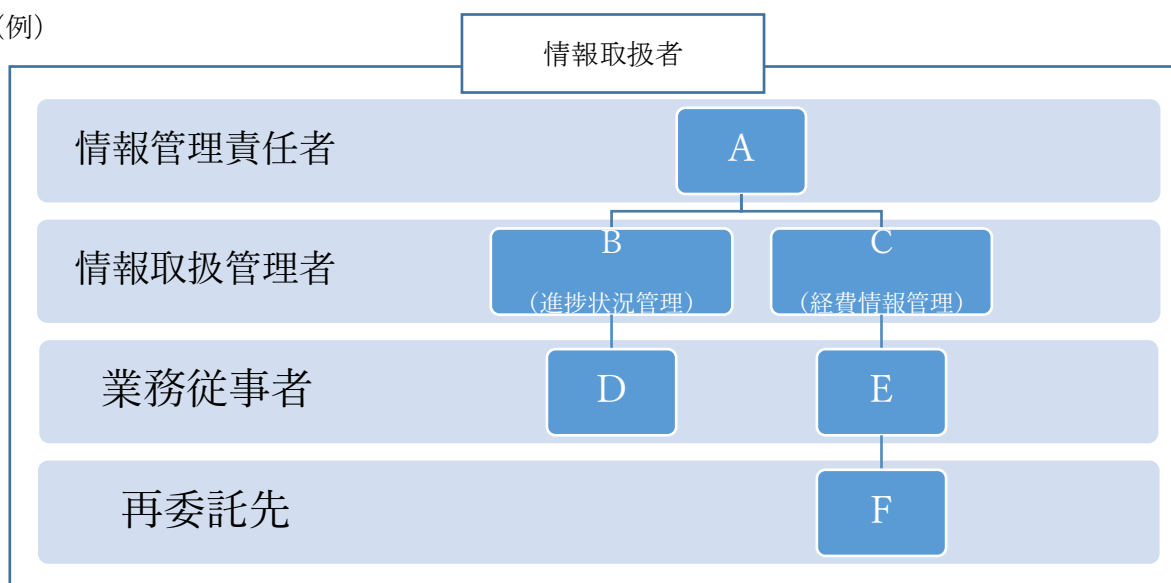 （例）
情報取扱者
情報管理責任者
A
情報取扱管理者
B
（進捗状況管理）
C
（経費情報管理）
業務従事者
D
E
再委託先
F